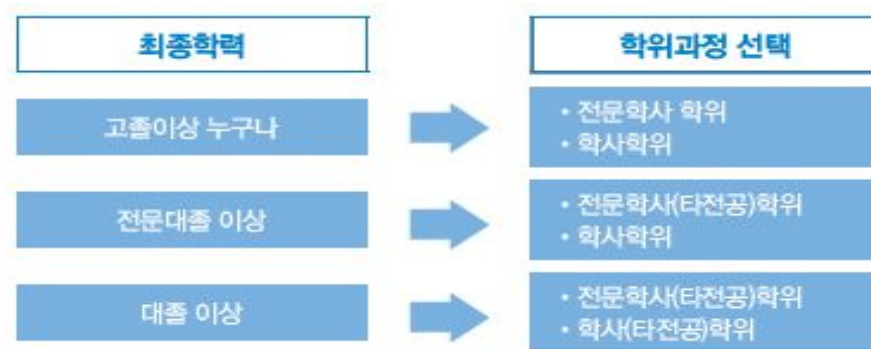 최종학력
학위과정 선택
고졸이상 누구나
• 전문학사 학위
• 학사학위
전문대졸 이상
• 전문학사(타전공)학위
• 학사학위
대졸 이상
• 전문학사(타전공)학위
• 학사(타전공)학위